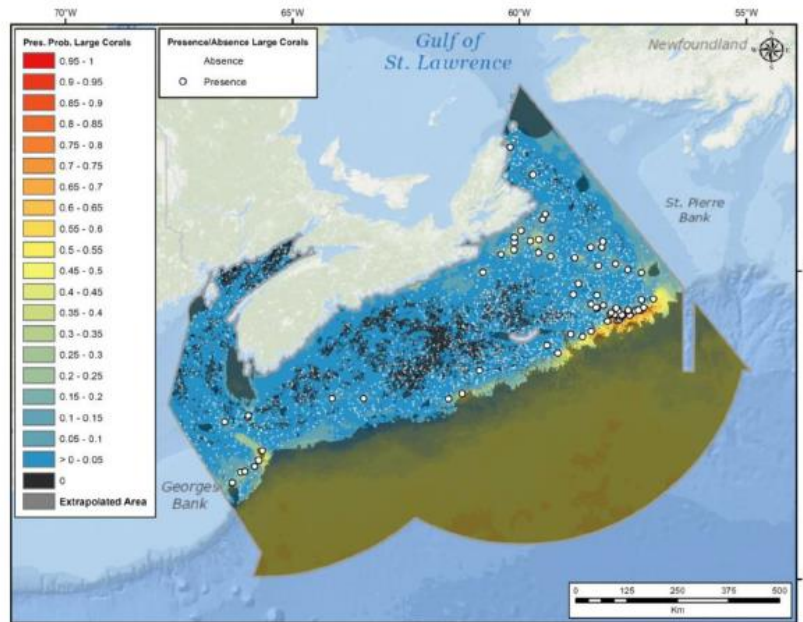 70°W 65°W 60°W 55°W
Pres. Prob. Large Corals
0.95 - 1
0.9 - 0.95
0.85 - 0.9
0.8 - 0.85
0.75 - 0.8
0.7 - 0.75
0.65 - 0.7
0.6 - 0.65
0.55 - 0.6
0.5 - 0.55
0.45 - 0.5
0.4 - 0.45
0.35 - 0.4
0.3 - 0.35
0.25 - 0.3
0.2 - 0.25
0.15 - 0.2
0.1 - 0.15
0.05 - 0.1
> 0 - 0.05
0
Extrapolated Area
Presence/Absence Large Corals
Absence
Presence
Gulf of
St. Lawrence
Newfoundland
N
W E
S
St. Pierre
Bank
Georges
Bank
0 125 250 375 500
Km